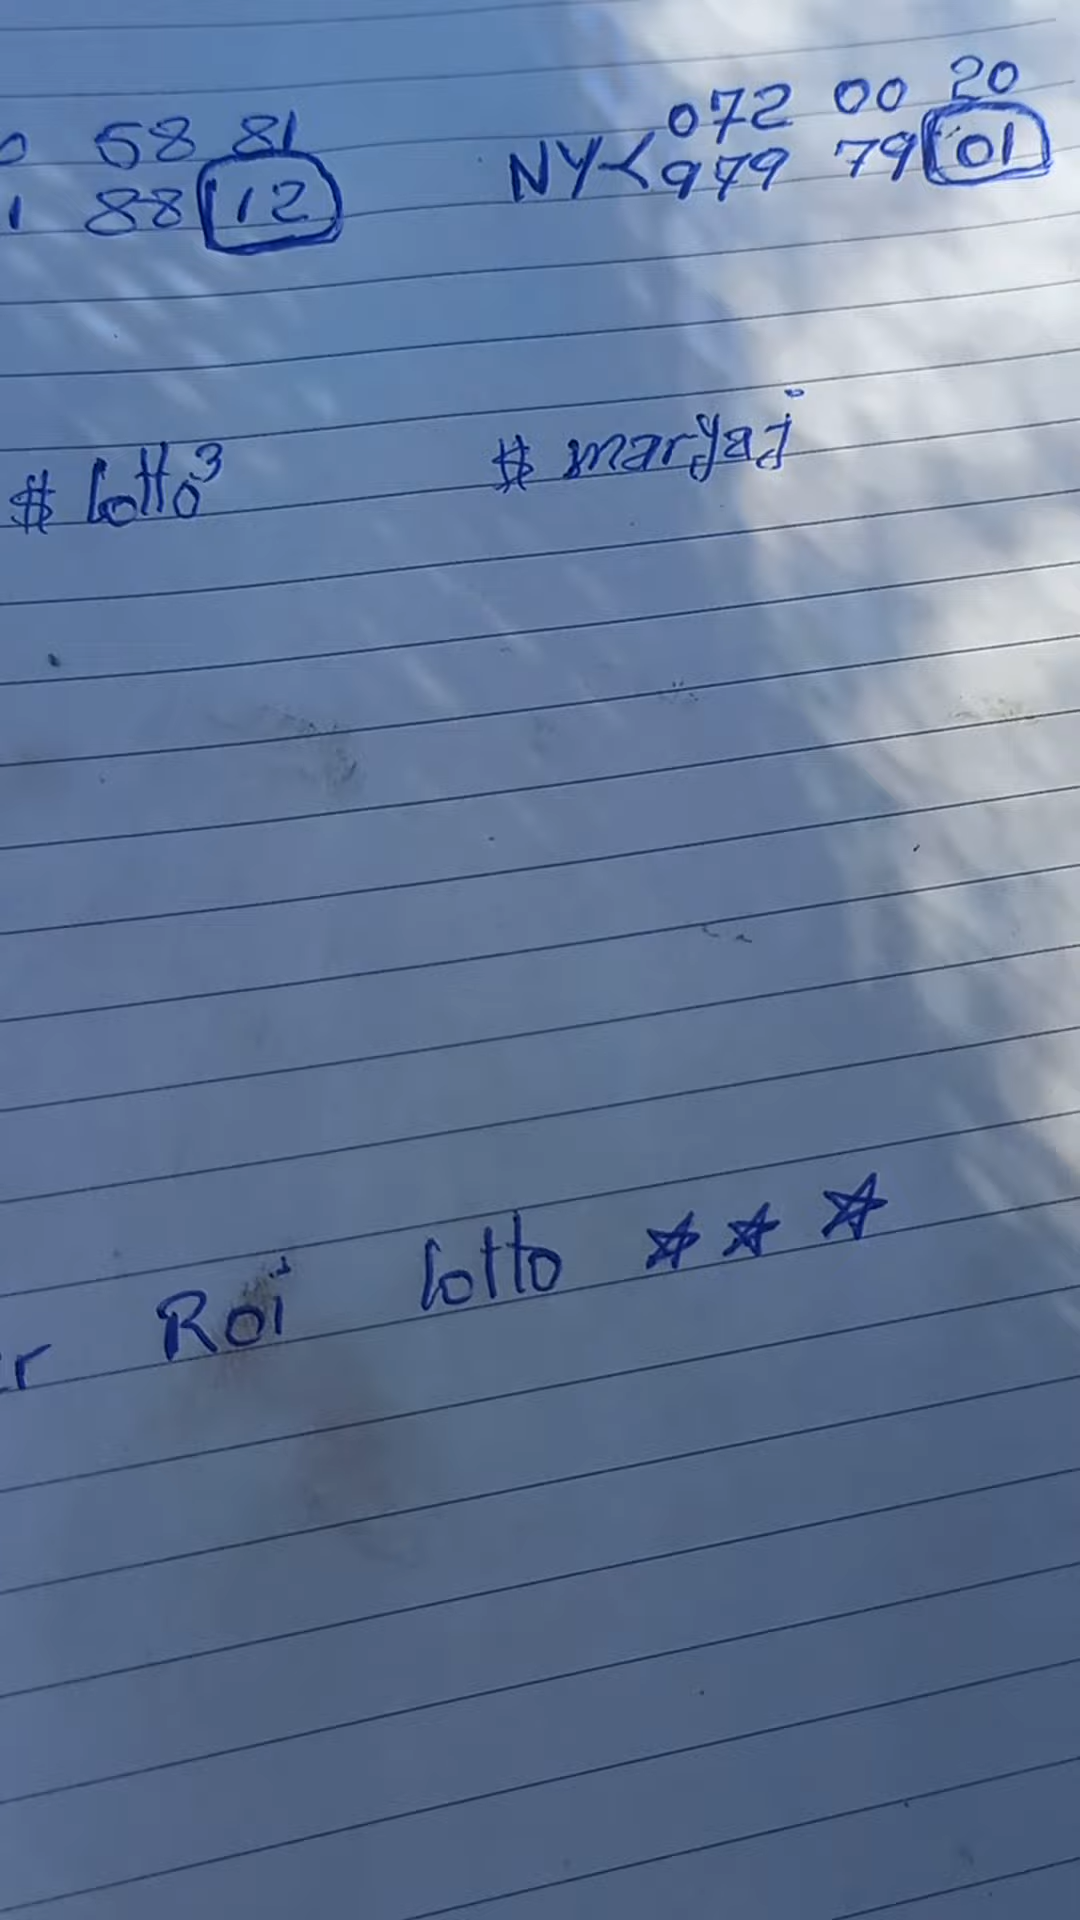 58 81 072 00 20
88 12 NY< 979 79 01
$ Lotto3 $ maryaj
r Roi lotto ☆ ☆ ☆